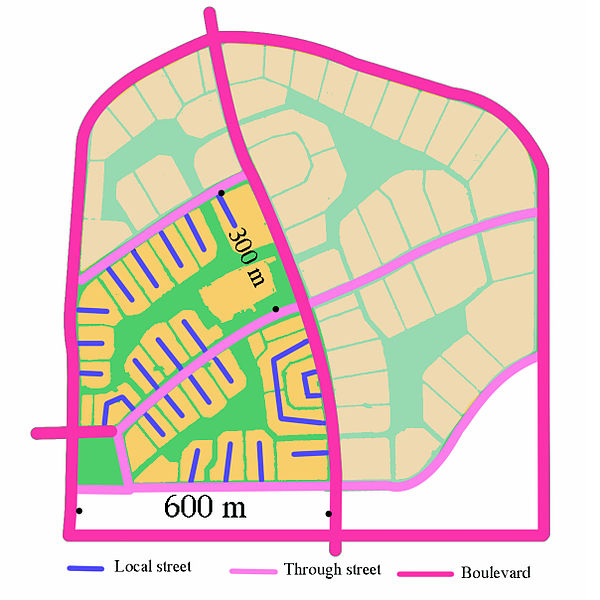 300 m
600 m
Local street
Through street
Boulevard